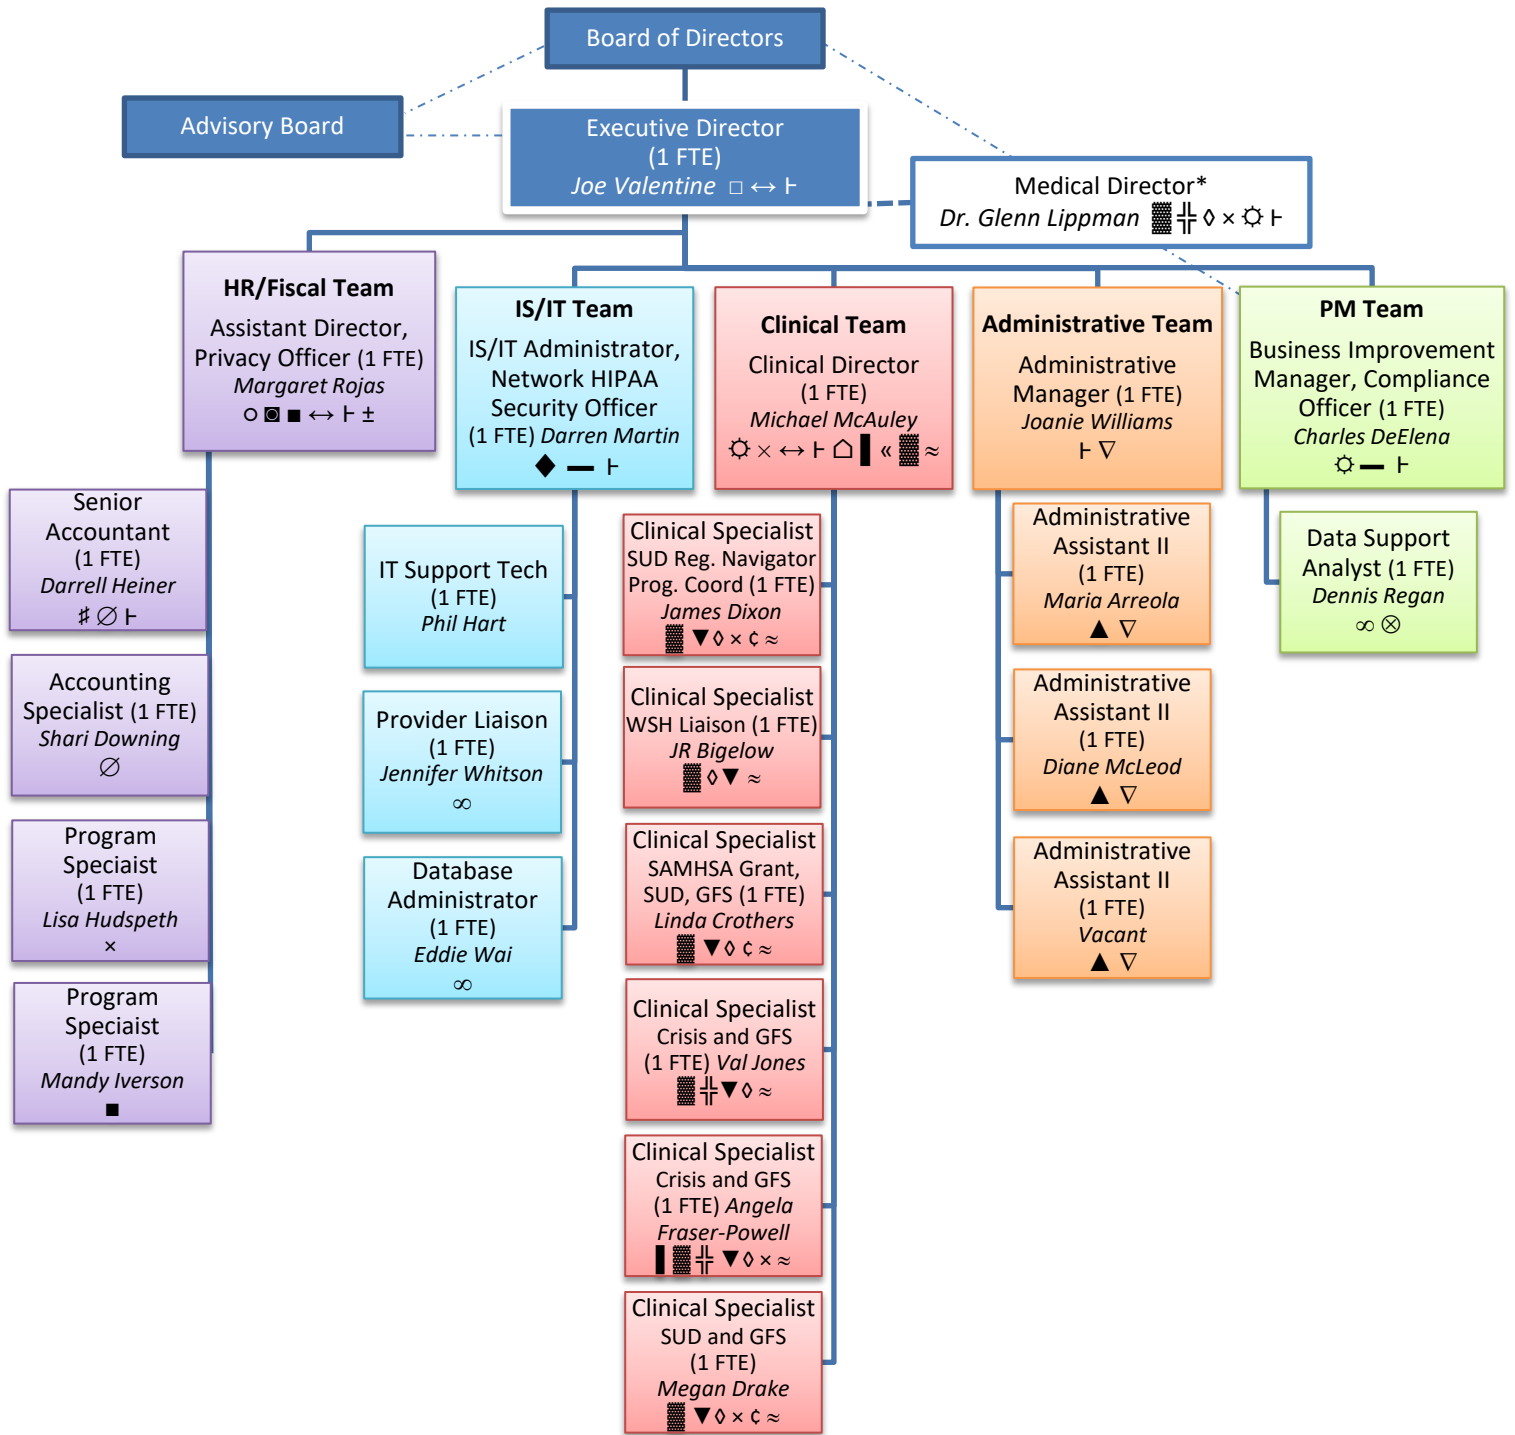 Board of Directors
Advisory Board
Executive Director
(1 FTE)
Joe Valentine □ ↔ Ͱ
Medical Director*
Dr. Glenn Lippman ▓ ╬ ◊ × ☼ Ͱ
HR/Fiscal Team
Assistant Director,
Privacy Officer (1 FTE)
Margaret Rojas
○ ◙ ■ ↔ Ͱ ±
IS/IT Team
IS/IT Administrator,
Network HIPAA
Security Officer
(1 FTE) Darren Martin
♦ ▬ Ͱ
Clinical Team
Clinical Director
(1 FTE)
Michael McAuley
☼ × ↔ Ͱ ⌂ ▌ « ▓ ≈
Administrative Team
Administrative
Manager (1 FTE)
Joanie Williams
Ͱ ∇
PM Team
Business Improvement
Manager, Compliance
Officer (1 FTE)
Charles DeElena
☼ ▬ Ͱ
Senior
Accountant
(1 FTE)
Darrell Heiner
♯ ∅ Ͱ
Accounting
Specialist (1 FTE)
Shari Downing
∅
Program
Speciaist
(1 FTE)
Lisa Hudspeth
×
Program
Speciaist
(1 FTE)
Mandy Iverson
■
IT Support Tech
(1 FTE)
Phil Hart
Provider Liaison
(1 FTE)
Jennifer Whitson
∞
Database
Administrator
(1 FTE)
Eddie Wai
∞
Clinical Specialist
SUD Reg. Navigator
Prog. Coord (1 FTE)
James Dixon
▓ ▼ ◊ × ¢ ≈
Clinical Specialist
WSH Liaison (1 FTE)
JR Bigelow
▓ ◊ ▼ ≈
Clinical Specialist
SAMHSA Grant,
SUD, GFS (1 FTE)
Linda Crothers
▓ ▼ ◊ ¢ ≈
Clinical Specialist
Crisis and GFS
(1 FTE) Val Jones
▓ ╬ ▼ ◊ ≈
Clinical Specialist
Crisis and GFS
(1 FTE) Angela
Fraser-Powell
▌ ▓ ╬ ▼ ◊ × ≈
Clinical Specialist
SUD and GFS
(1 FTE)
Megan Drake
▓ ▼ ◊ × ¢ ≈
Administrative
Assistant II
(1 FTE)
Maria Arreola
▲ ∇
Administrative
Assistant II
(1 FTE)
Diane McLeod
▲ ∇
Administrative
Assistant II
(1 FTE)
Vacant
▲ ∇
Data Support
Analyst (1 FTE)
Dennis Regan
∞ ⊗